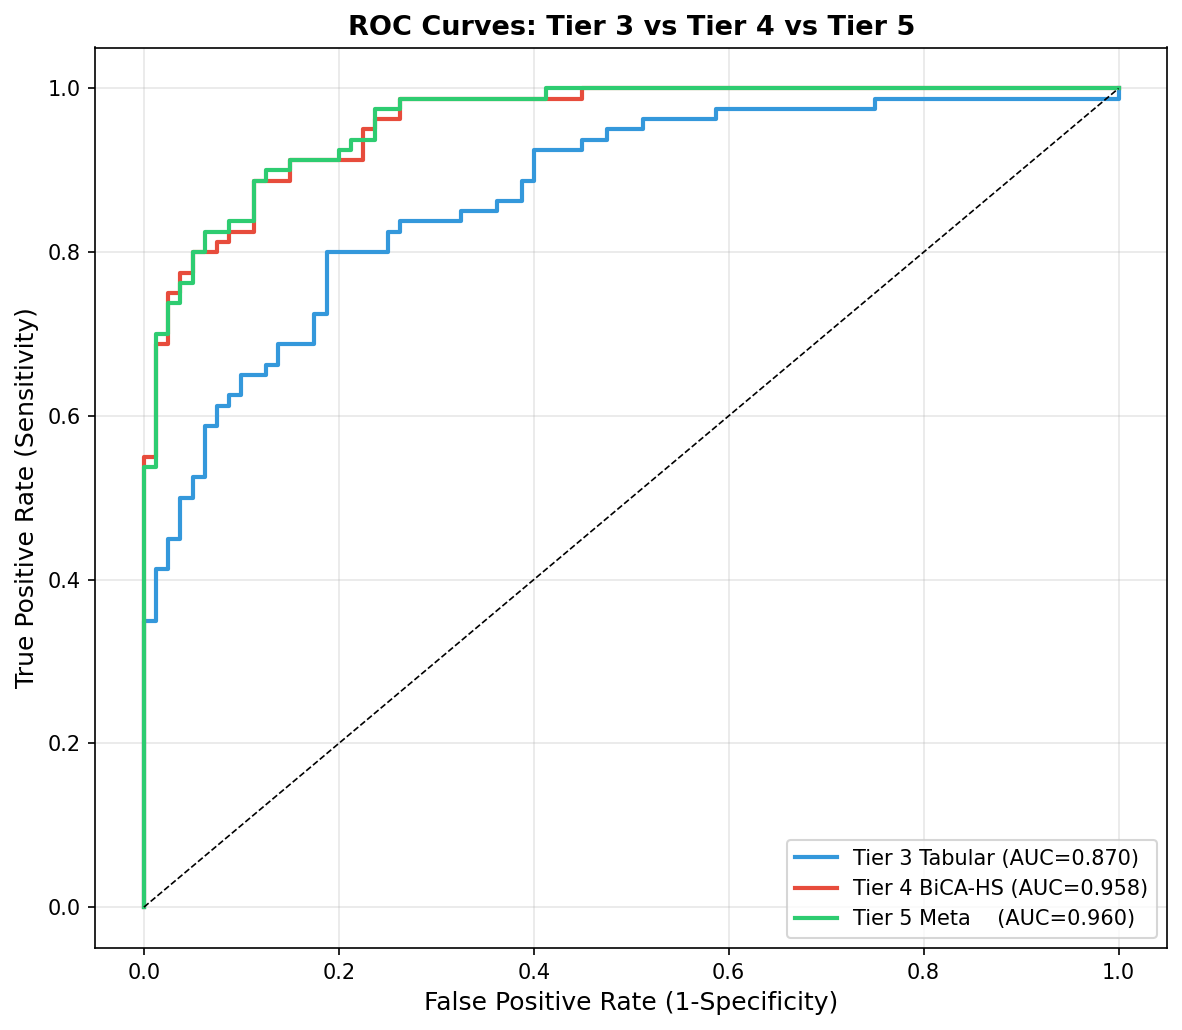 ROC Curves: Tier 3 vs Tier 4 vs Tier 5
True Positive Rate (Sensitivity)
1.0
0.8
0.6
0.4
0.2
0.0
0.0 0.2 0.4 0.6 0.8 1.0
False Positive Rate (1-Specificity)
Tier 3 Tabular (AUC=0.870)
Tier 4 BiCA-HS (AUC=0.958)
Tier 5 Meta (AUC=0.960)